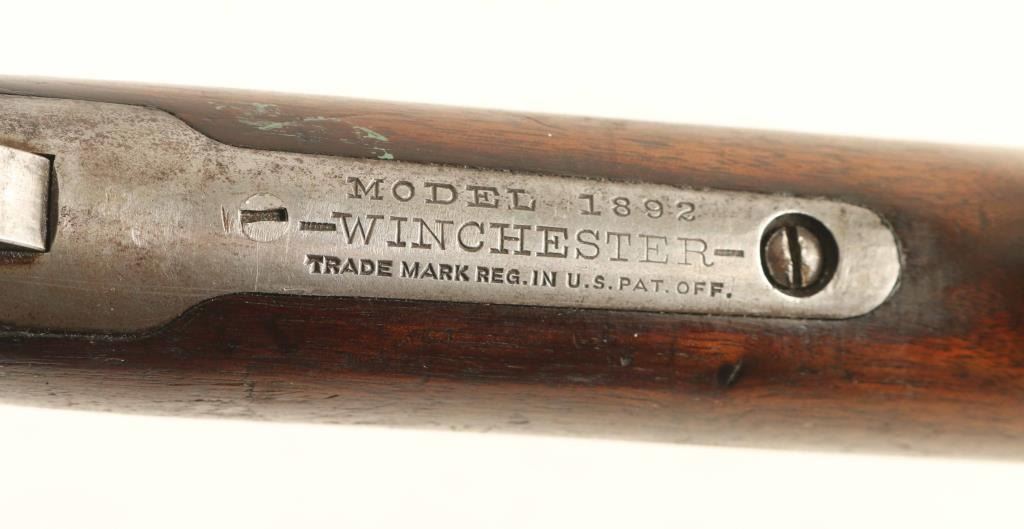 MODEL 1892
-WINCHESTER-
TRADE MARK REG. IN U.S. PAT. OFF.